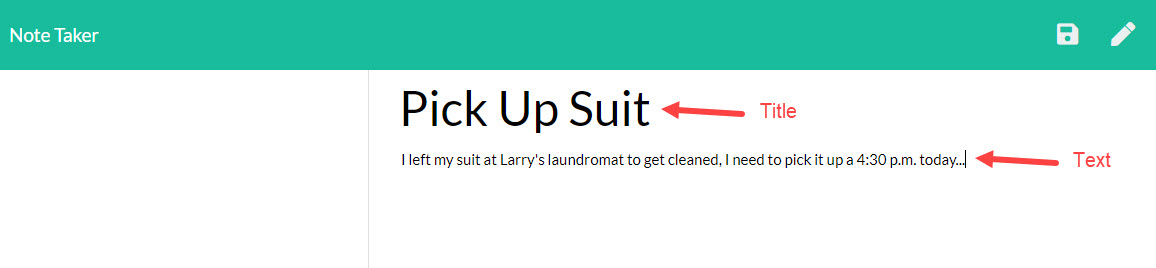 Note Taker
Pick Up Suit
Title
I left my suit at Larry's laundromat to get cleaned, I need to pick it up a 4:30 p.m. today...
Text